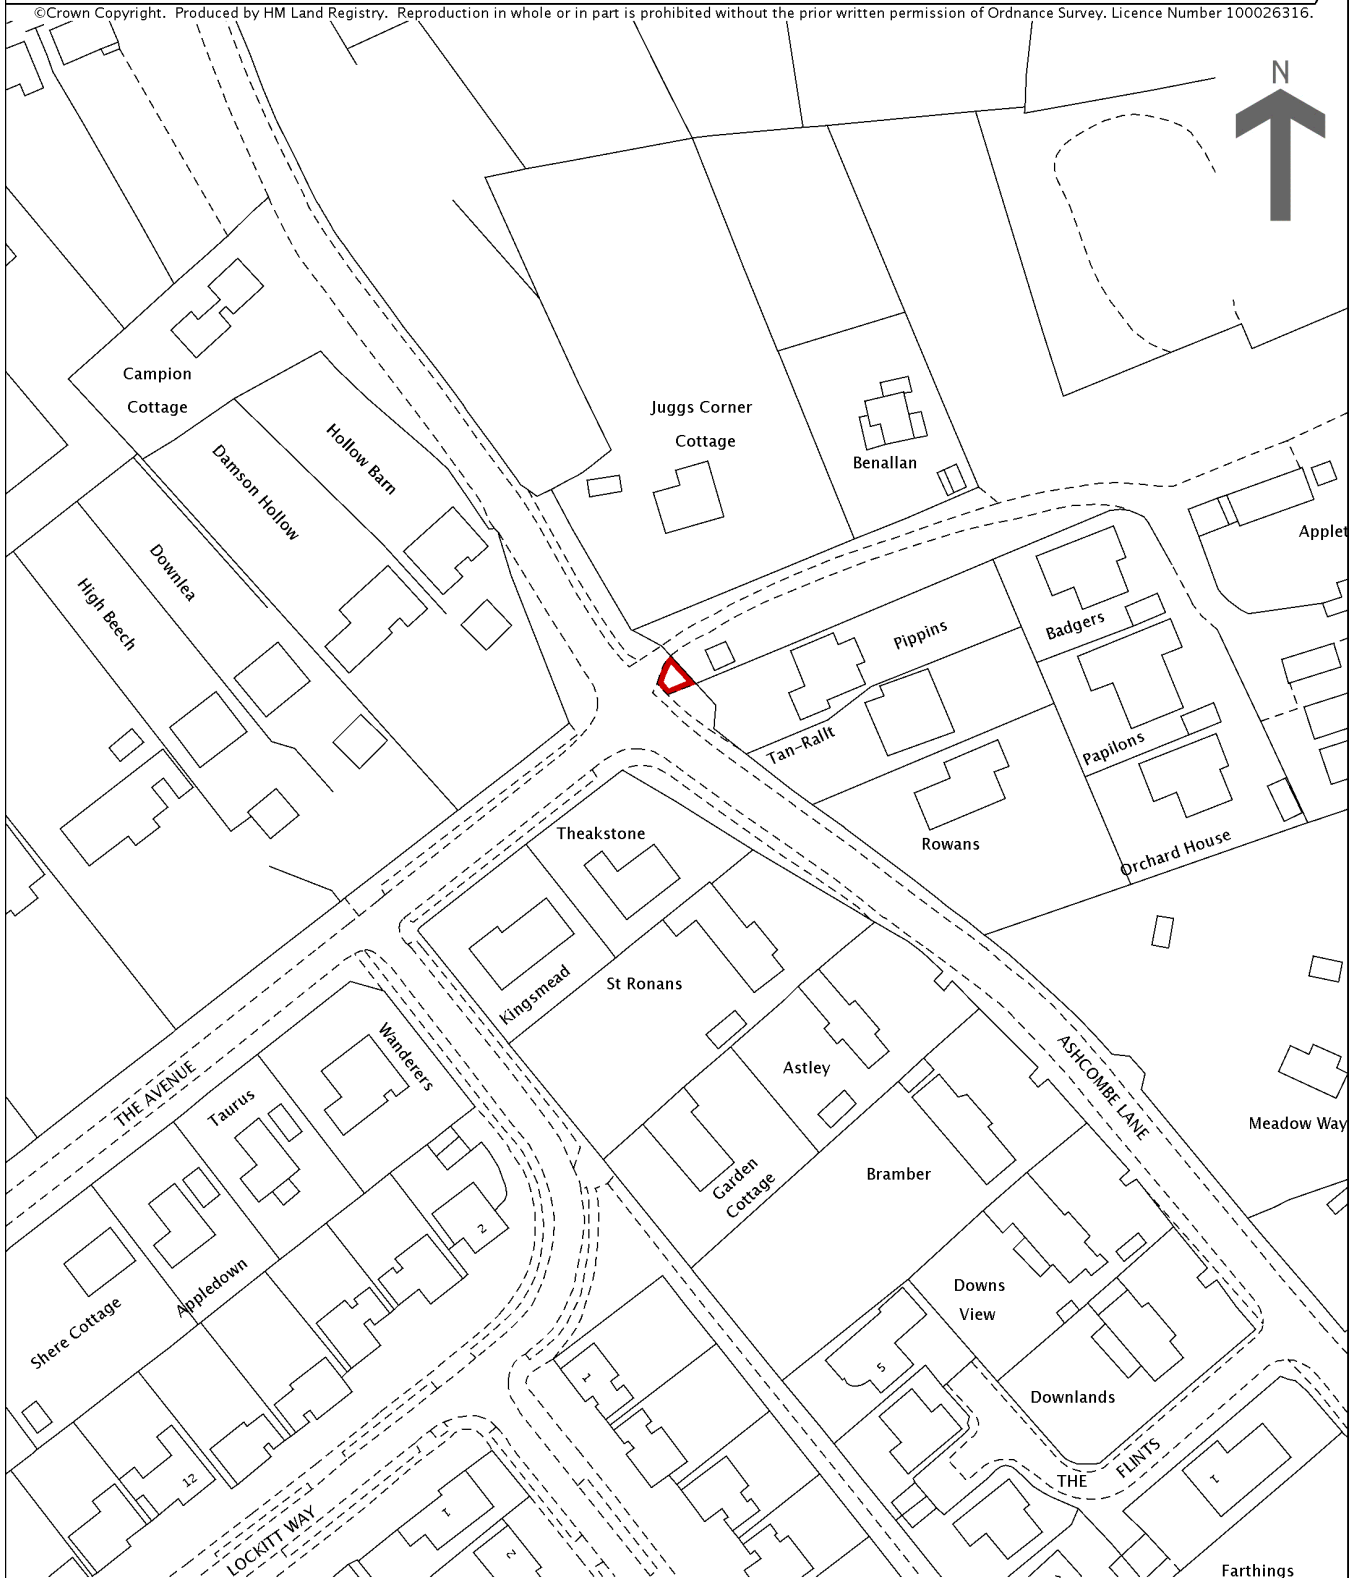 ©Crown Copyright. Produced by HM Land Registry. Reproduction in whole or in part is prohibited without the prior written permission of Ordnance Survey. Licence Number 100026316.
N
Campion
Cottage
Juggs Corner
Cottage
Hollow Barn
Damson Hollow
Benallan
Applet
Downlea
High Beech
Pippins
Badgers
Tan-Rallt
Papilons
Theakstone
Rowans
Orchard House
Kingsmead
St Ronans
Wanderers
THE AVENUE
Taurus
Astley
ASHCOMBE LANE
Meadow Way
Garden
Cottage
Bramber
2
Appledown
Shere Cottage
Downs
View
1
5
Downlands
12
THE FLINTS
1
LOCKITT WAY
1
2
Farthings